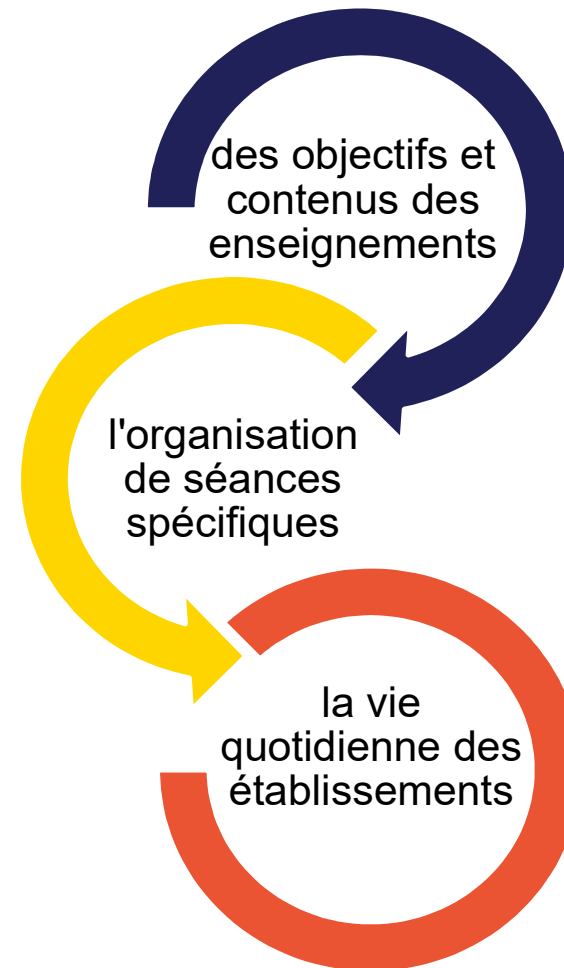 des objectifs et
contenus des
enseignements
l'organisation
de séances
spécifiques
la vie
quotidienne des
établissements